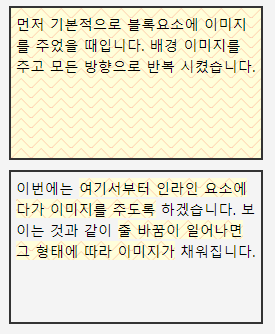 먼저 기본적으로 블록요소에 이미지
를 주었을 때입니다. 배경 이미지를
주고 모든 방향으로 반복 시켰습니다.
이번에는 여기서부터 인라인 요소에
다가 이미지를 주도록 하겠습니다. 보
이는 것과 같이 줄 바꿈이 일어나면
그 형태에 따라 이미지가 채워집니다.